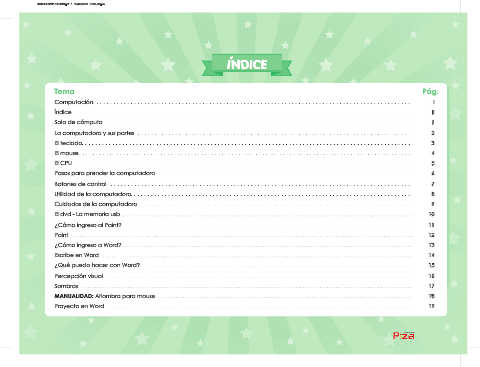 ÍNDICE
Tema Pág.
Computación 1
Índice
Sala de cómputo 1
La computadora y sus partes 2
El teclado 3
El mouse 4
El CPU 5
Pasos para prender la computadora 6
Botones de control 7
Utilidad de la computadora 8
Cuidados de la computadora 9
El dvd - La memoria usb 10
¿Cómo ingreso al Paint? 11
Paint 12
¿Cómo ingreso a Word? 13
Escribe en Word 14
¿Qué puedo hacer con Word? 15
Percepción visual 16
Sombras 17
MANUALIDAD: Alfombra para mouse 18
Proyecto en Word 19